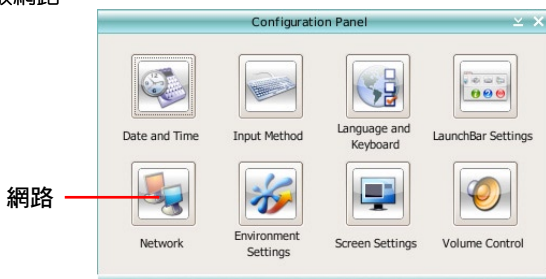 Configuration Panel
Date and Time
Input Method
Language and
Keyboard
LaunchBar Settings
網路
Network
Environment
Settings
Screen Settings
Volume Control